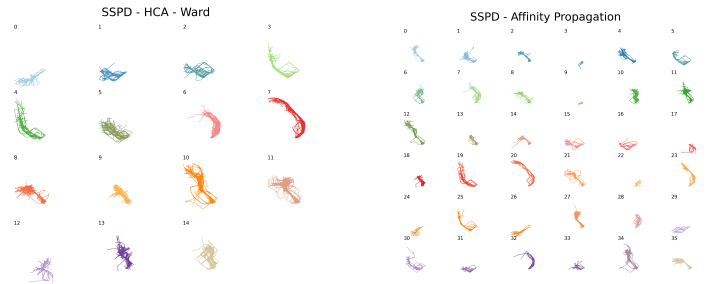 SSPD - HCA - Ward
0 1 2 3
4 5 6 7
8 9 10 11
12 13 14
SSPD - Affinity Propagation
0 1 2 3 4 5
6 7 8 9 10 11
12 13 14 15 16 17
18 19 20 21 22 23
24 25 26 27 28 29
30 31 32 33 34 35